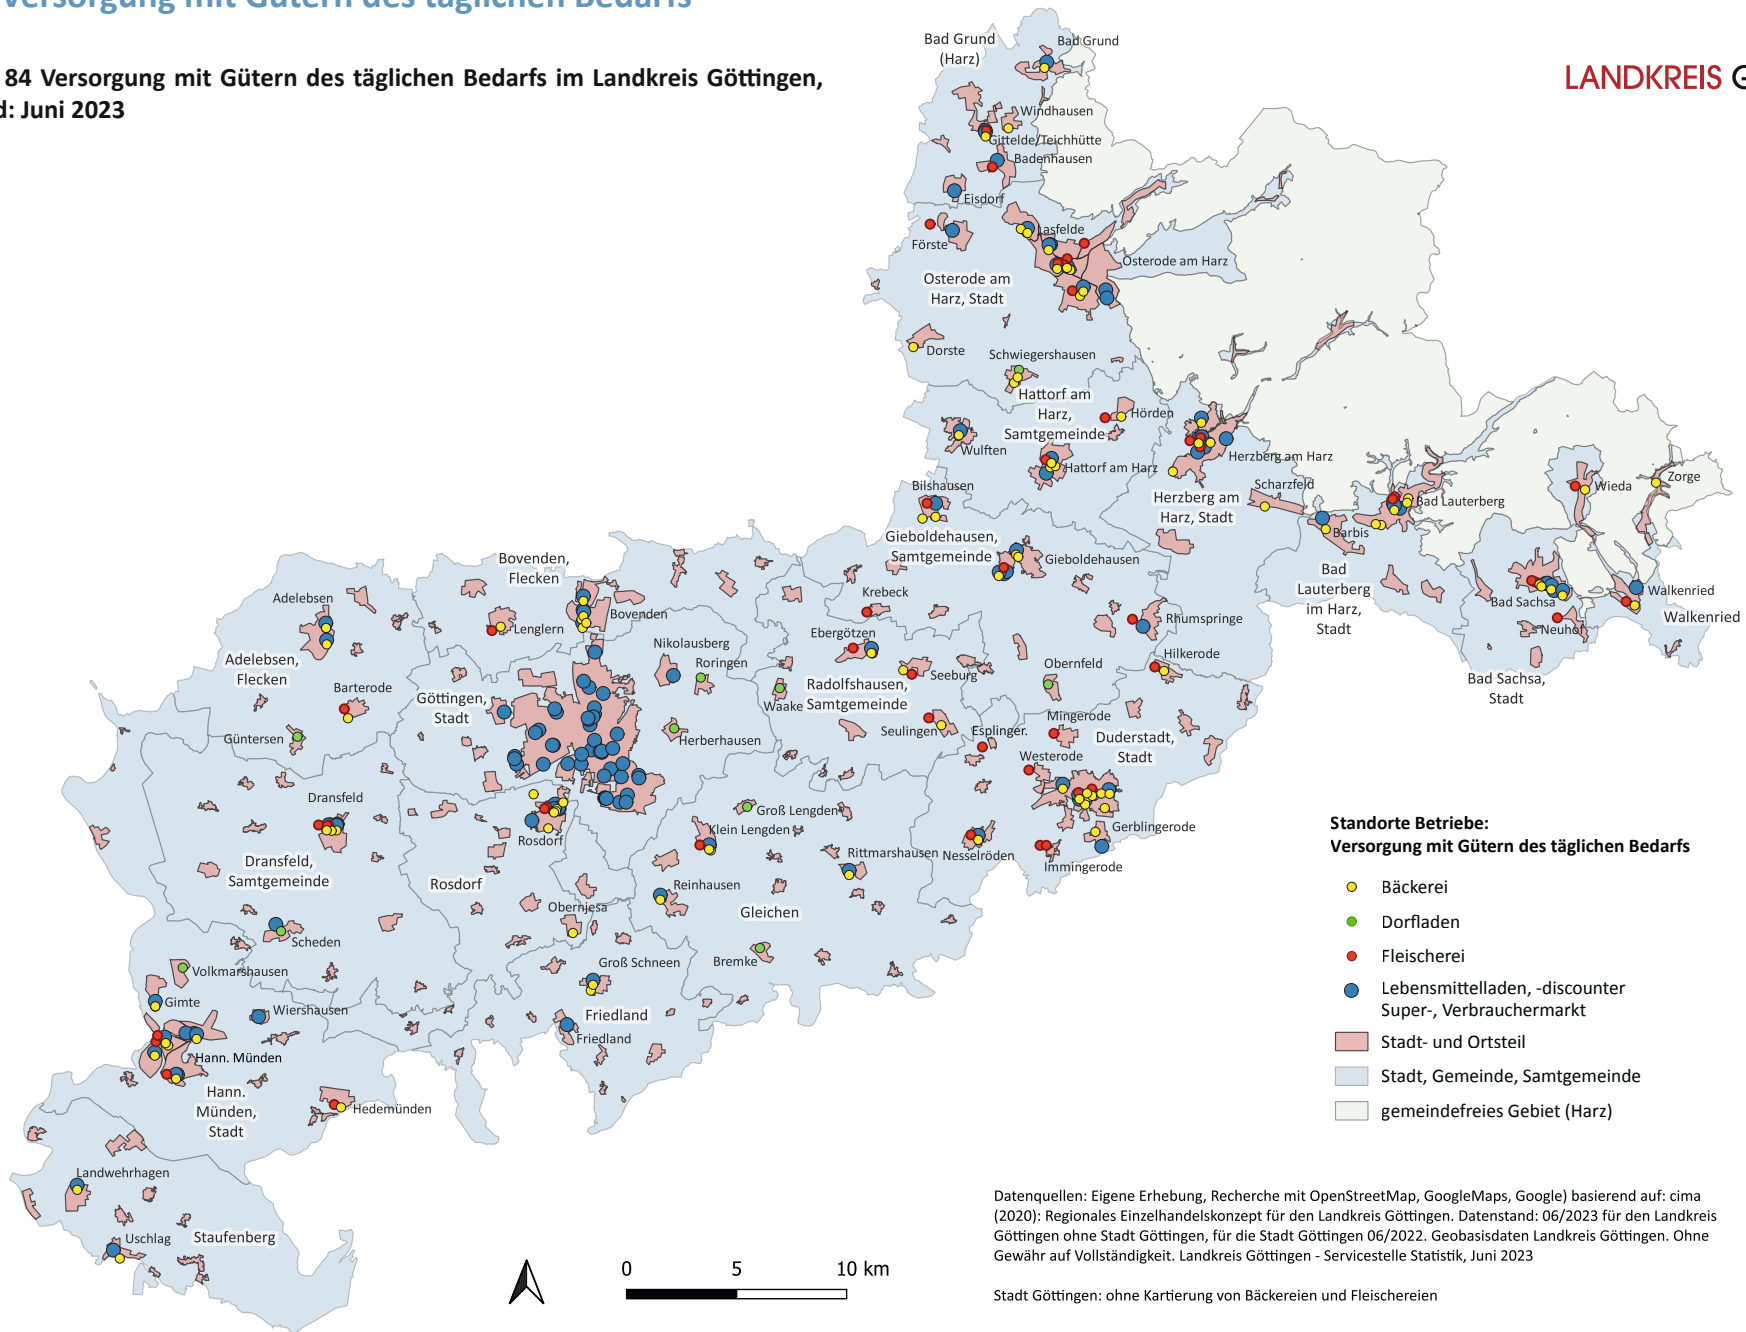 Versorgung mit Gütern des täglichen Bedarfs
84 Versorgung mit Gütern des täglichen Bedarfs im Landkreis Göttingen,
d: Juni 2023
LANDKREIS G
Bad Grund
(Harz)
Bad Grund
Windhausen
Gittelde/Teichhütte
Badenhausen
Eisdorf
Förste
Lasfelde
Osterode am Harz
Osterode am
Harz, Stadt
Dorste
Schwiegershausen
Hattorf am
Harz,
Samtgemeinde
Hörden
Wulften
Hattorf am Harz
Herzberg am Harz
Herzberg am
Harz, Stadt
Scharzfeld
Bad Lauterberg
Barbis
Wieda
Zorge
Bilshausen
Gieboldehausen,
Samtgemeinde
Gieboldehausen
Bad
Lauterberg
im Harz,
Stadt
Bad Sachsa
Neuhof
Walkenried
Walkenried
Bad Sachsa,
Stadt
Bovenden,
Flecken
Adelebsen
Lenglern
Bovenden
Krebeck
Rhumspringe
Adelebsen,
Flecken
Nikolausberg
Roringen
Ebergötzen
Seeburg
Radolfshausen,
Samtgemeinde
Waake
Obernfeld
Hilkerode
Barterode
Göttingen,
Stadt
Güntersen
Herberhausen
Seulingen
Esplinger.
Mingerode
Duderstadt,
Stadt
Westerode
Dransfeld
Groß Lengden
Klein Lengden
Rosdorf
Gerblingerode
Nesselröden
Immingerode
Dransfeld,
Samtgemeinde
Rosdorf
Rittmarshausen
Reinhausen
Gleichen
Obernjesa
Scheden
Bremke
Volkmarshausen
Groß Schneen
Gimte
Wiershausen
Friedland
Friedland
Hann. Münden
Hann.
Münden,
Stadt
Hedemünden
Landwehrhagen
Uschlag
Staufenberg
Standorte Betriebe:
Versorgung mit Gütern des täglichen Bedarfs
Bäckerei
Dorfladen
Fleischerei
Lebensmittelladen, -discounter
Super-, Verbrauchermarkt
Stadt- und Ortsteil
Stadt, Gemeinde, Samtgemeinde
gemeindefreies Gebiet (Harz)
0 5 10 km
Datenquellen: Eigene Erhebung, Recherche mit OpenStreetMap, GoogleMaps, Google) basierend auf: cima
(2020): Regionales Einzelhandelskonzept für den Landkreis Göttingen. Datenstand: 06/2023 für den Landkreis
Göttingen ohne Stadt Göttingen, für die Stadt Göttingen 06/2022. Geobasisdaten Landkreis Göttingen. Ohne
Gewähr auf Vollständigkeit. Landkreis Göttingen - Servicestelle Statistik, Juni 2023
Stadt Göttingen: ohne Kartierung von Bäckereien und Fleischereien